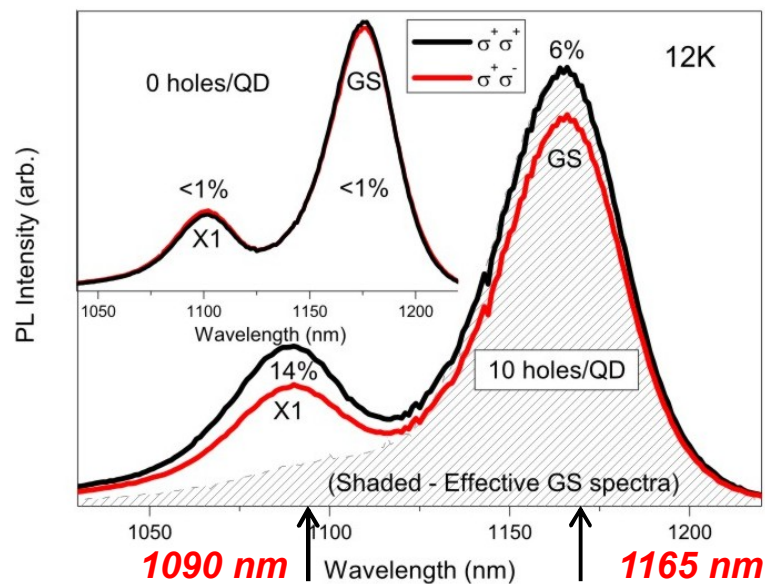 σ⁺σ⁺
σ⁺σ⁻
6%
12K
0 holes/QD
GS
<1%
<1%
X1
GS
1050
1100
1150
1200
Wavelength (nm)
PL Intensity (arb.)
14%
X1
10 holes/QD
(Shaded - Effective GS spectra)
1050
1100
1150
1200
1090 nm
Wavelength (nm)
1165 nm